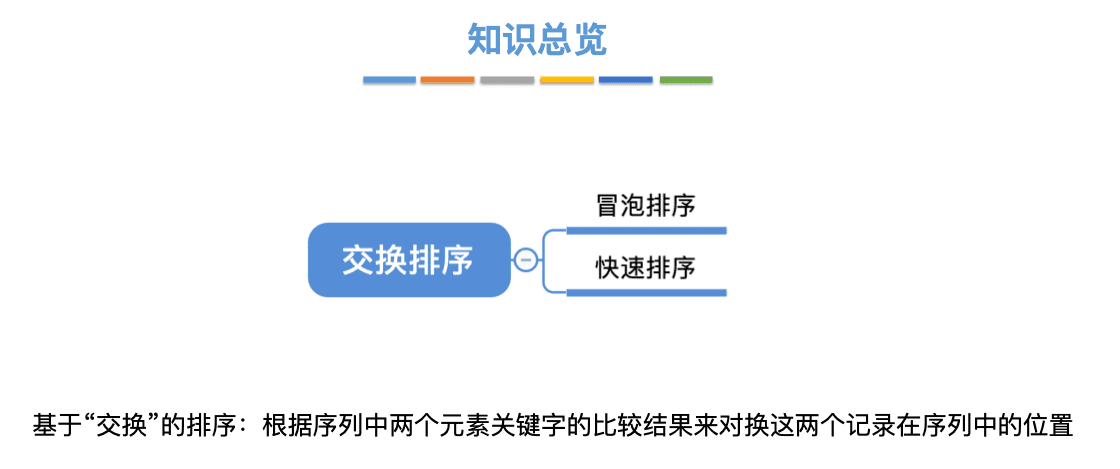 知识总览
交换排序
冒泡排序
快速排序
基于“交换”的排序：根据序列中两个元素关键字的比较结果来对换这两个记录在序列中的位置